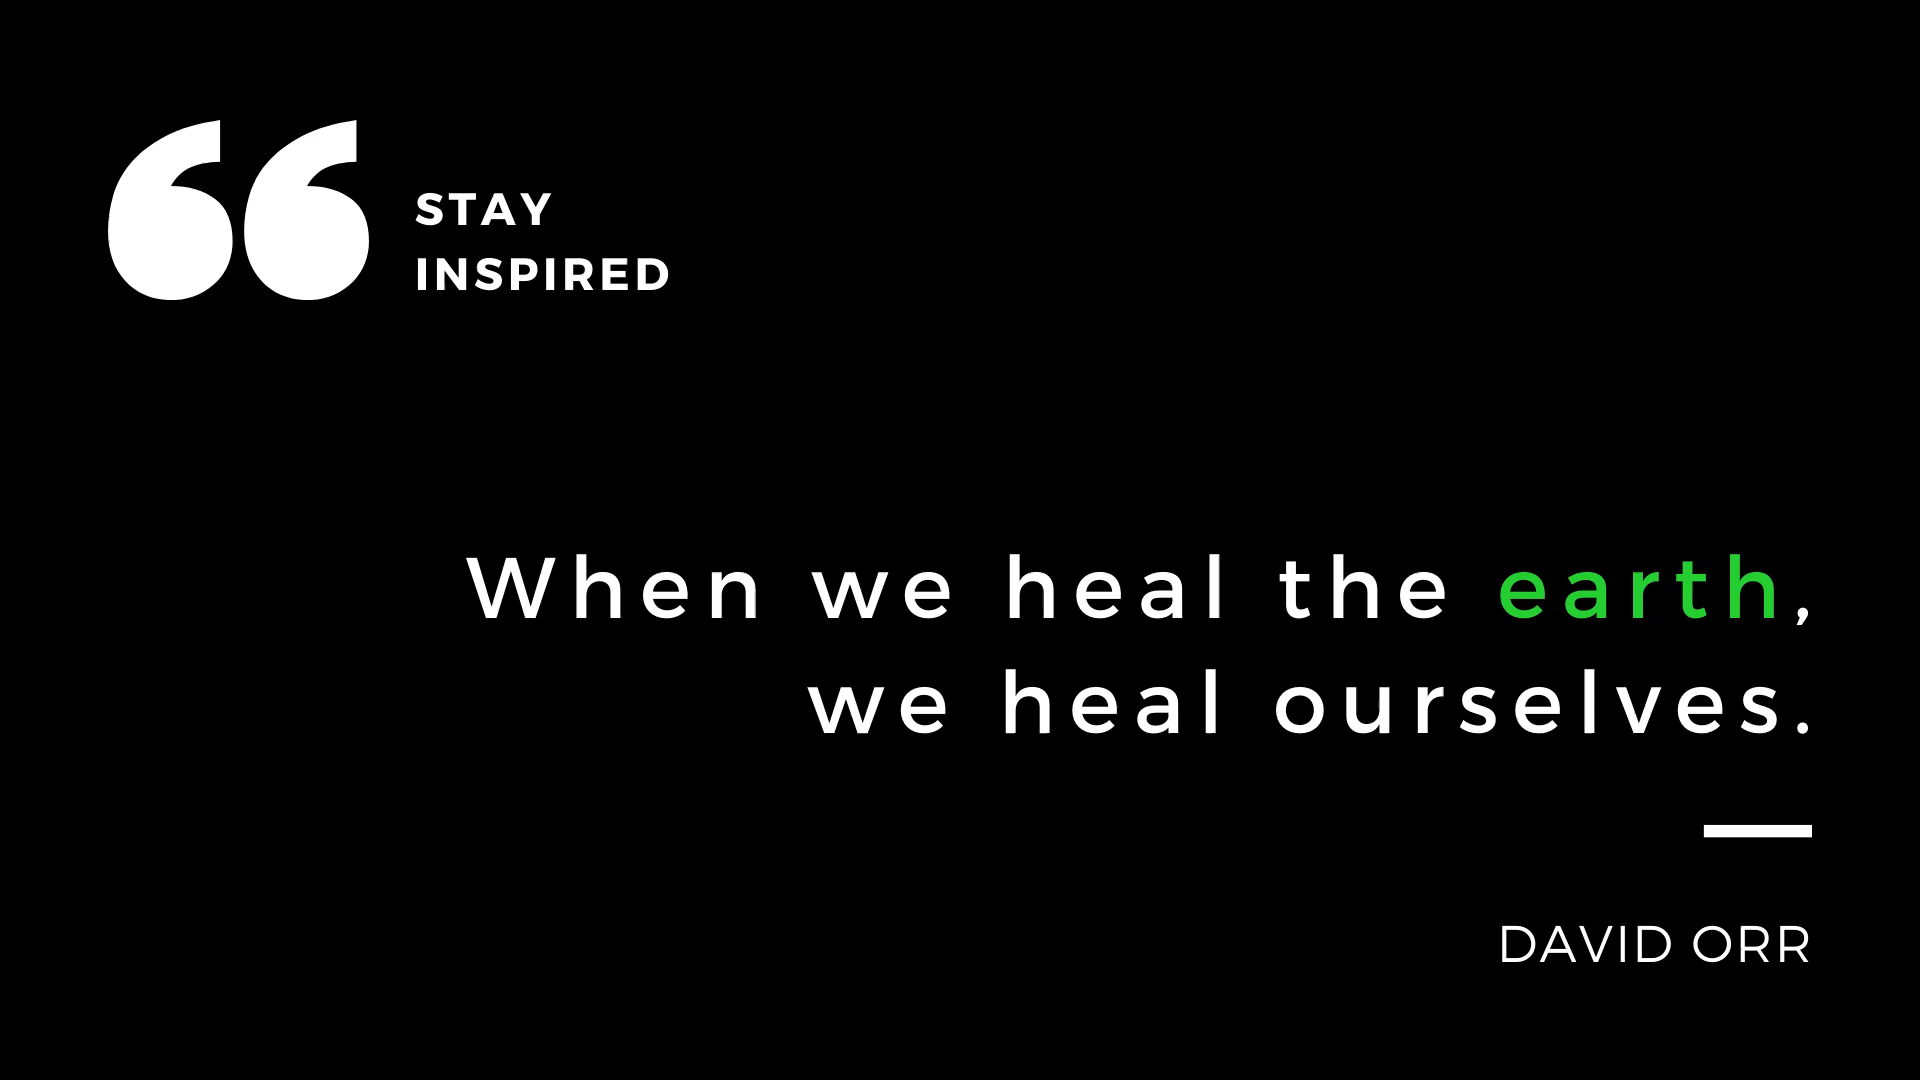 STAY
INSPIRED
When we heal the earth,
we heal ourselves.
DAVID ORR